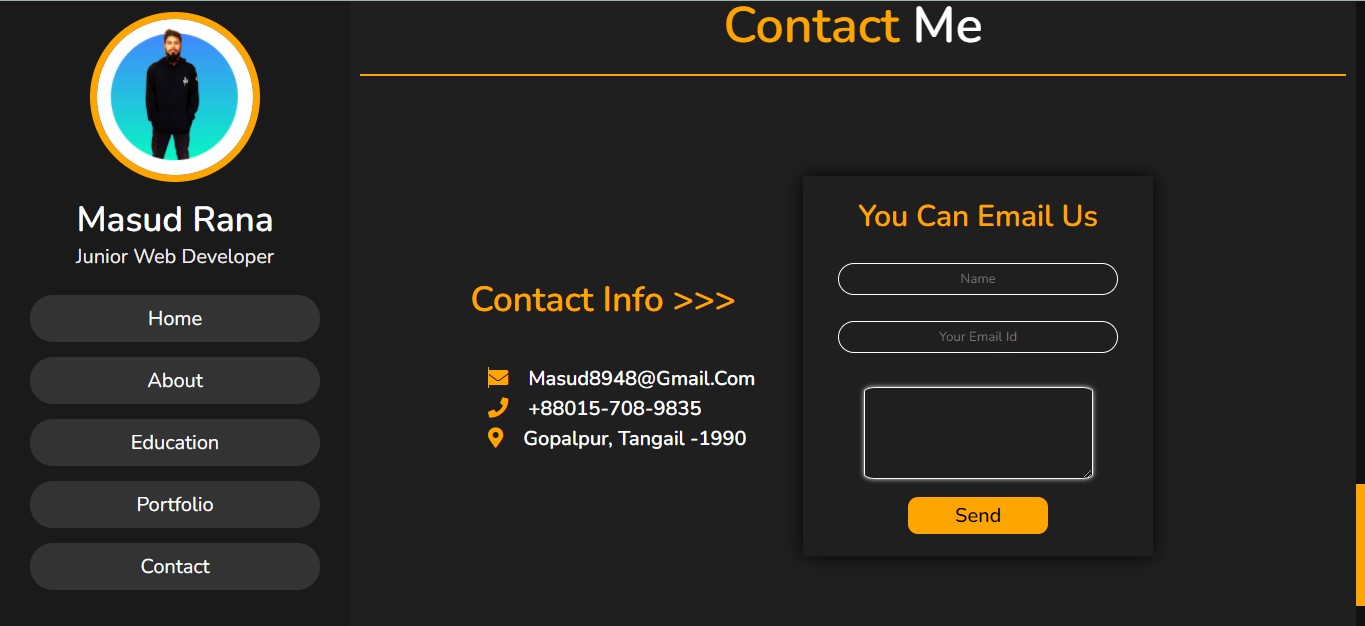 Masud Rana
Junior Web Developer
Home
About
Education
Portfolio
Contact
Contact Me
Contact Info >>>
Masud8948@Gmail.Com
+88015-708-9835
Gopalpur, Tangail -1990
You Can Email Us
Name
Your Email Id
Send